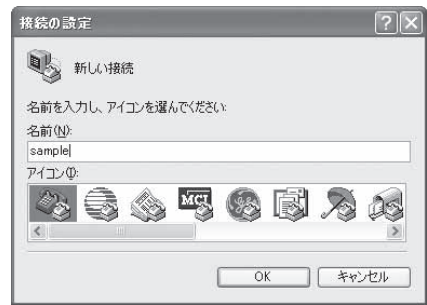 接続の設定
新しい接続
名前を入力し、アイコンを選んでください:
名前(N):
sample
アイコン(I):
MCI
OK
キャンセル